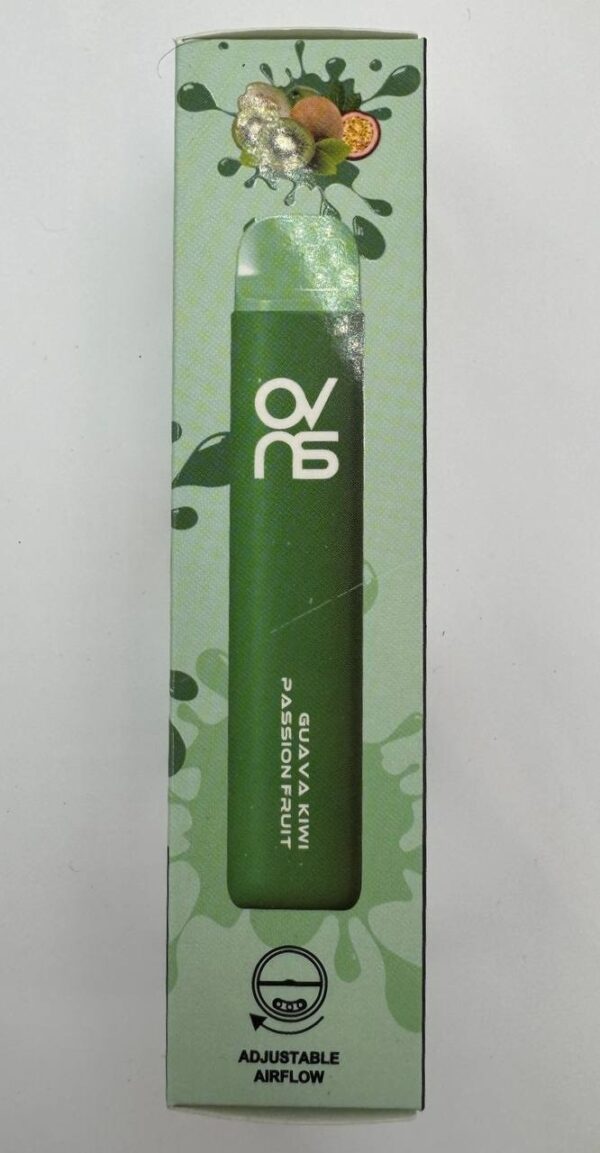 OV
NS
GUAVA KIWI
PASSION FRUIT
ADJUSTABLE
AIRFLOW